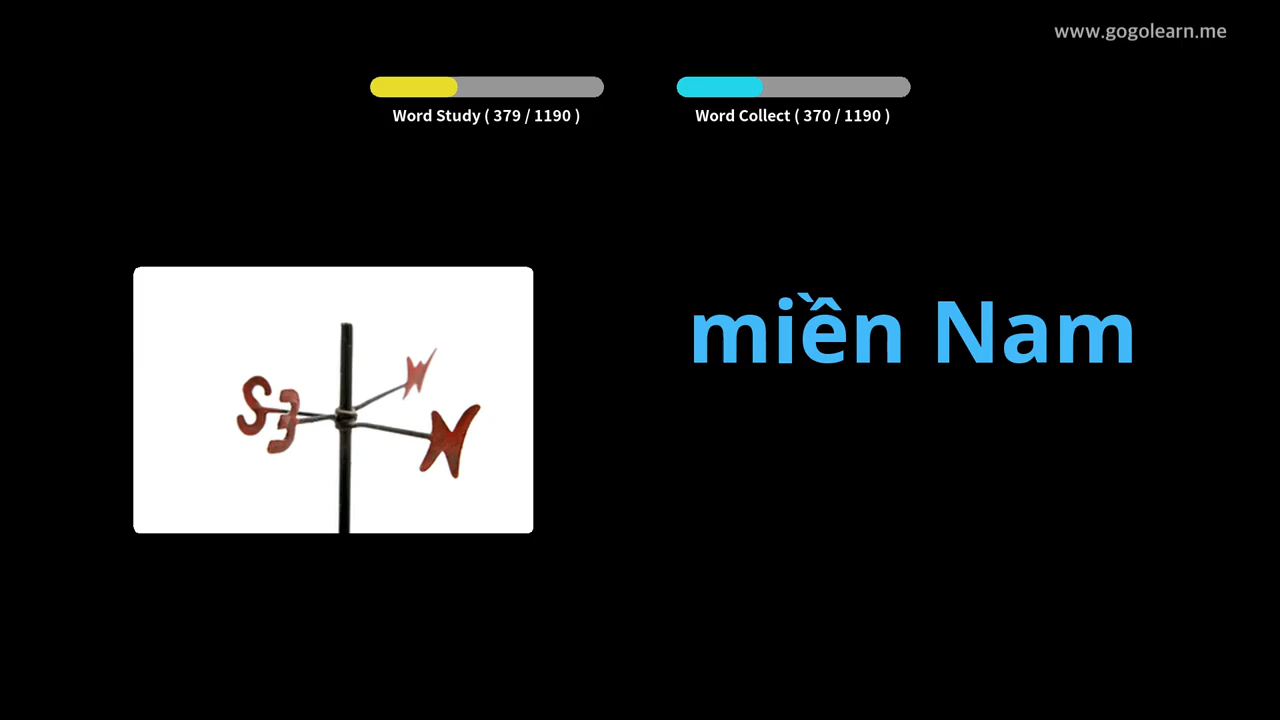 www.gogolearn.me
Word Study ( 379 / 1190 )
Word Collect ( 370 / 1190 )
miền Nam
S E N W